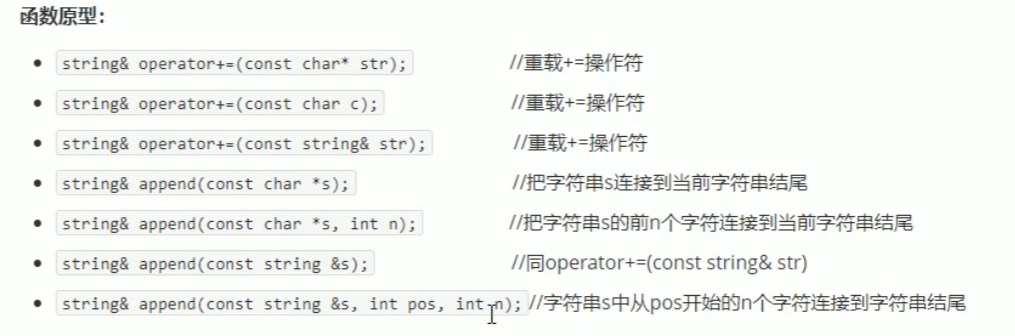 函数原型：
string& operator+=(const char* str); //重载+=操作符
string& operator+=(const char c); //重载+=操作符
string& operator+=(const string& str); //重载+=操作符
string& append(const char *s); //把字符串s连接到当前字符串结尾
string& append(const char *s, int n); //把字符串s的前n个字符连接到当前字符串结尾
string& append(const string &s); //同operator+=(const string& str)
string& append(const string &s, int pos, int n);//字符串s中从pos开始的n个字符连接到字符串结尾